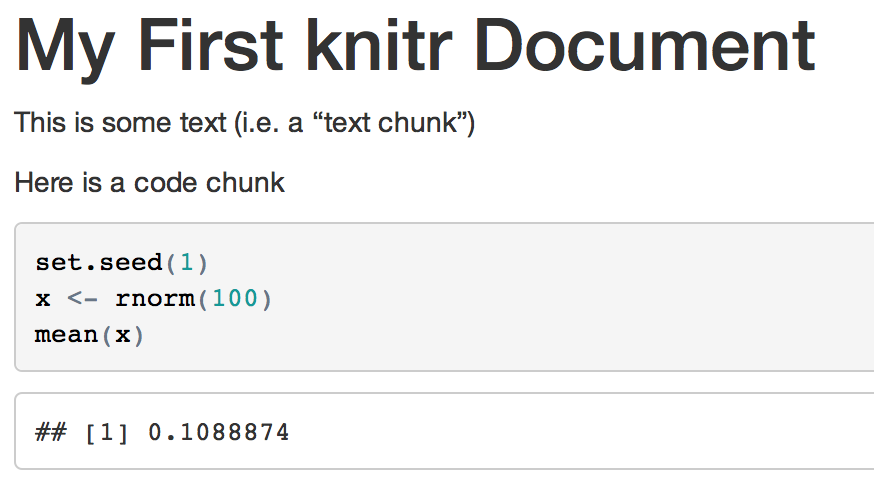 My First knitr Document
This is some text (i.e. a “text chunk”)
Here is a code chunk
set.seed(1)
x <- rnorm(100)
mean(x)
## [1] 0.1088874